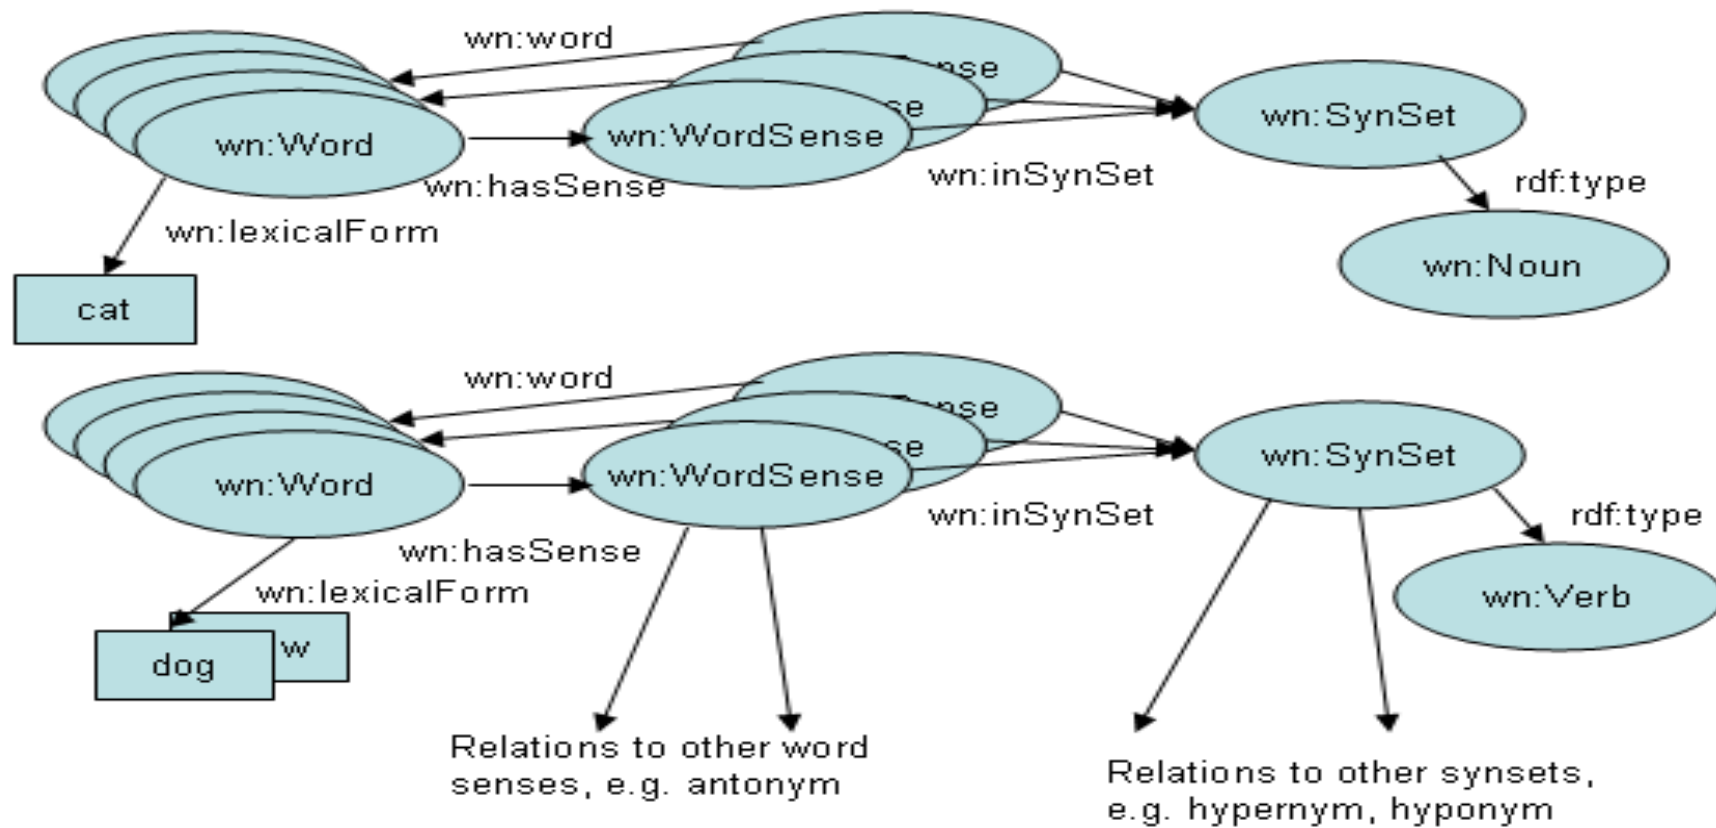 wn:word
wn:Word
wn:WordSense
wn:SynSet
wn:hasSense
wn:inSynSet
rdf:type
wn:lexicalForm
wn:Noun
cat
wn:word
wn:Word
wn:WordSense
wn:SynSet
wn:hasSense
wn:inSynSet
rdf:type
wn:lexicalForm
wn:Verb
dog
w
Relations to other word
senses, e.g. antonym
Relations to other synsets,
e.g. hypernym, hyponym